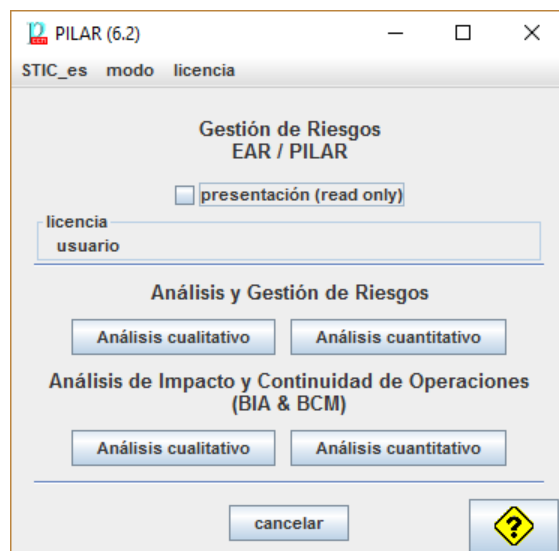 PILAR (6.2)
STIC_es modo licencia
Gestión de Riesgos
EAR / PILAR
presentación (read only)
licencia
usuario
Análisis y Gestión de Riesgos
Análisis cualitativo Análisis cuantitativo
Análisis de Impacto y Continuidad de Operaciones
(BIA & BCM)
Análisis cualitativo Análisis cuantitativo
cancelar ?